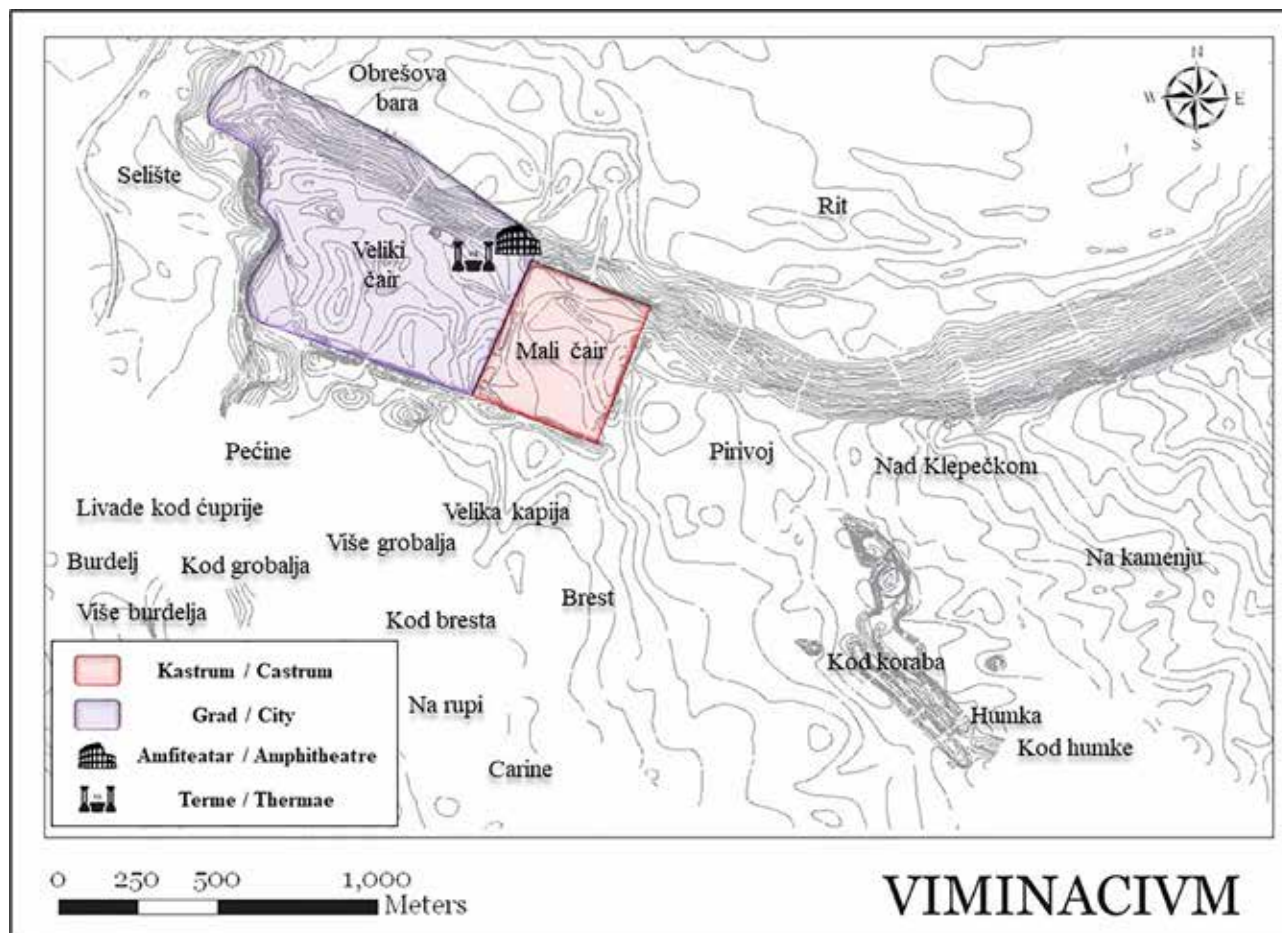 N
W E
S
Obrešova
bara
Selište
Rit
Veliki
čair
Mali čair
Pećine
Pirivoj
Nad Klepečkom
Livade kod ćuprije
Velika kapija
Više grobalja
Burdelj
Kod grobalja
Na kamenju
Više burdelja
Brest
Kod bresta
Kod koraba
Na rupi
Humka
Kod humke
Carine
Kastrum / Castrum
Grad / City
Amfiteatar / Amphitheatre
Terme / Thermae
0 250 500 1,000
Meters
VIMINACIVM